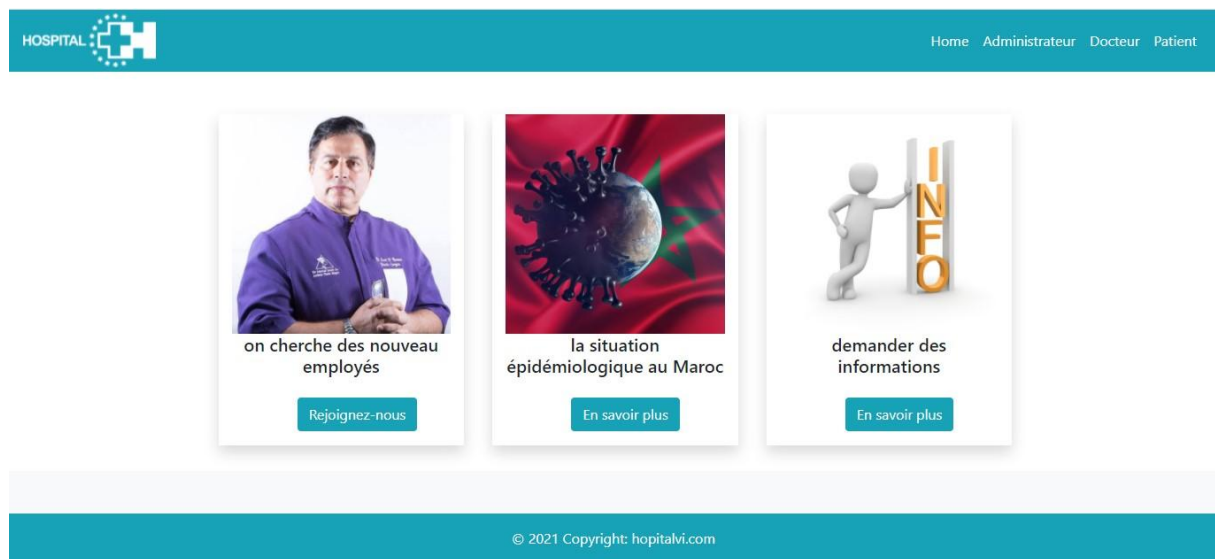 HOSPITAL
Home Administrateur Docteur Patient
on cherche des nouveau
employés
Rejoignez-nous
la situation
épidémiologique au Maroc
En savoir plus
INFO
demander des
informations
En savoir plus
© 2021 Copyright: hopitalvi.com